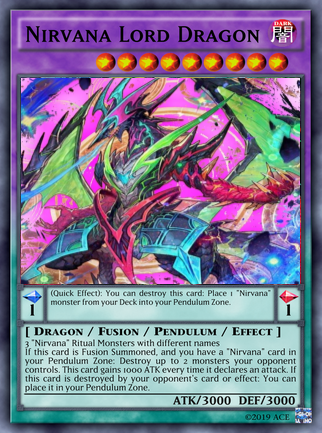 Nirvana Lord Dragon
DARK
闇
(Quick Effect): You can destroy this card: Place 1 "Nirvana"
monster from your Deck into your Pendulum Zone.
1
1
[ Dragon / Fusion / Pendulum / Effect ]
3 "Nirvana" Ritual Monsters with different names
If this card is Fusion Summoned, and you have a "Nirvana" card in
your Pendulum Zone: Destroy up to 2 monsters your opponent
controls. This card gains 1000 ATK every time it declares an attack. If
this card is destroyed by your opponent's card or effect: You can
place it in your Pendulum Zone.
ATK/3000 DEF/3000
©2019 ACE